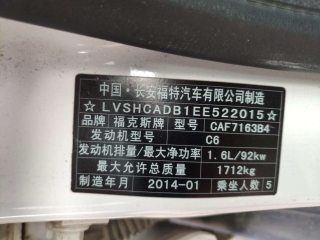 中国·长安福特汽车有限公司制造
☆LVSHCADB1EE522015☆
品牌 福克斯牌 型号 CAF7163B4
发动机型号 C6
发动机排量/最大净功率 1.6L/92kw
最大允许总质量 1712kg
制造年月 2014-01 乘坐人数 5